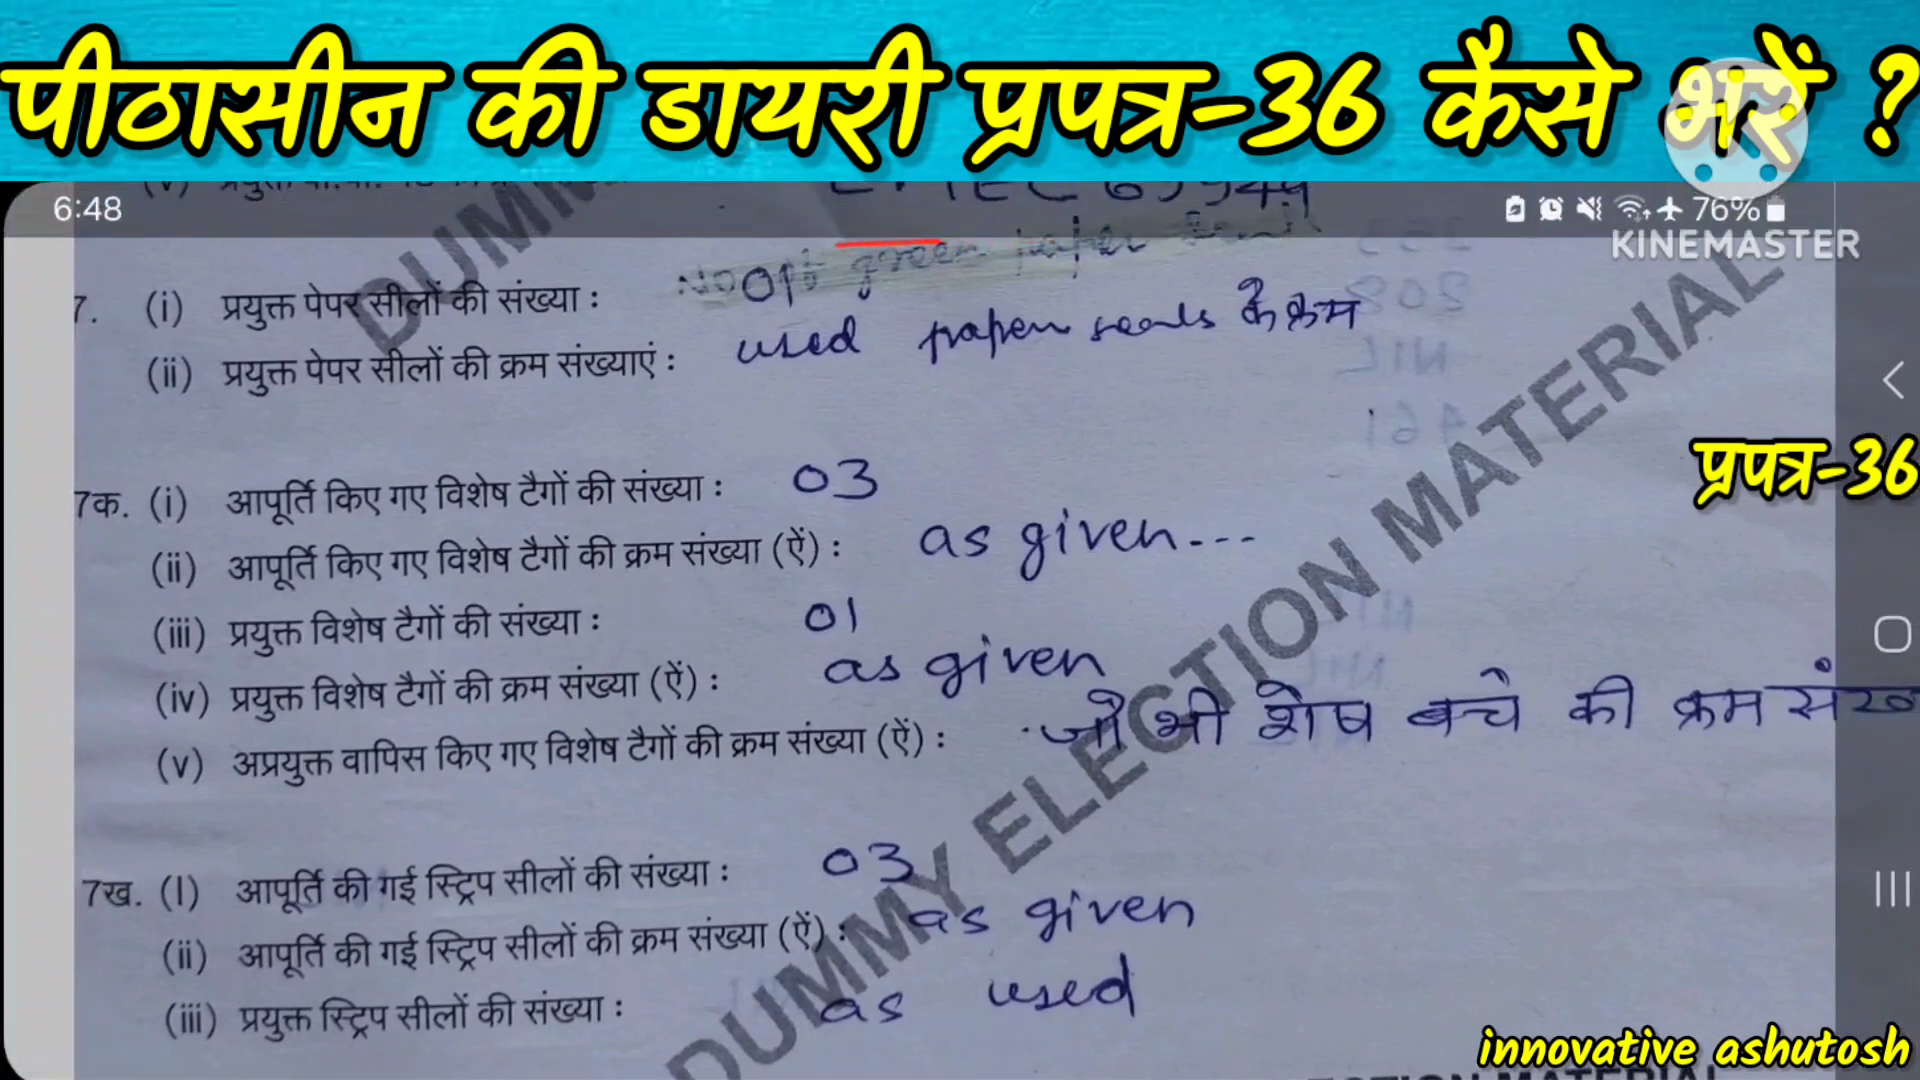 पीठासीन की डायरी प्रपत्र-36 कैसे भरें ?
6:48
76%
KINEMASTER
7. (i) प्रयुक्त पेपर सीलों की संख्या : 01
green paper
(ii) प्रयुक्त पेपर सीलों की क्रम संख्याएं : used paper seals के क्रम
7क. (i) आपूर्ति किए गए विशेष टैगों की संख्या : 03
प्रपत्र-36
(ii) आपूर्ति किए गए विशेष टैगों की क्रम संख्या (ऐं) : as given---
(iii) प्रयुक्त विशेष टैगों की संख्या : 01
(iv) प्रयुक्त विशेष टैगों की क्रम संख्या (ऐं) : as given
(v) अप्रयुक्त वापिस किए गए विशेष टैगों की क्रम संख्या (ऐं) : जो भी शेष बचे की क्रम
7ख. (I) आपूर्ति की गई स्ट्रिप सीलों की संख्या : 03
(ii) आपूर्ति की गई स्ट्रिप सीलों की क्रम संख्या (ऐं) : as given
(iii) प्रयुक्त स्ट्रिप सीलों की संख्या : as used
DUMMY ELECTION MATERIAL
innovative ashutosh